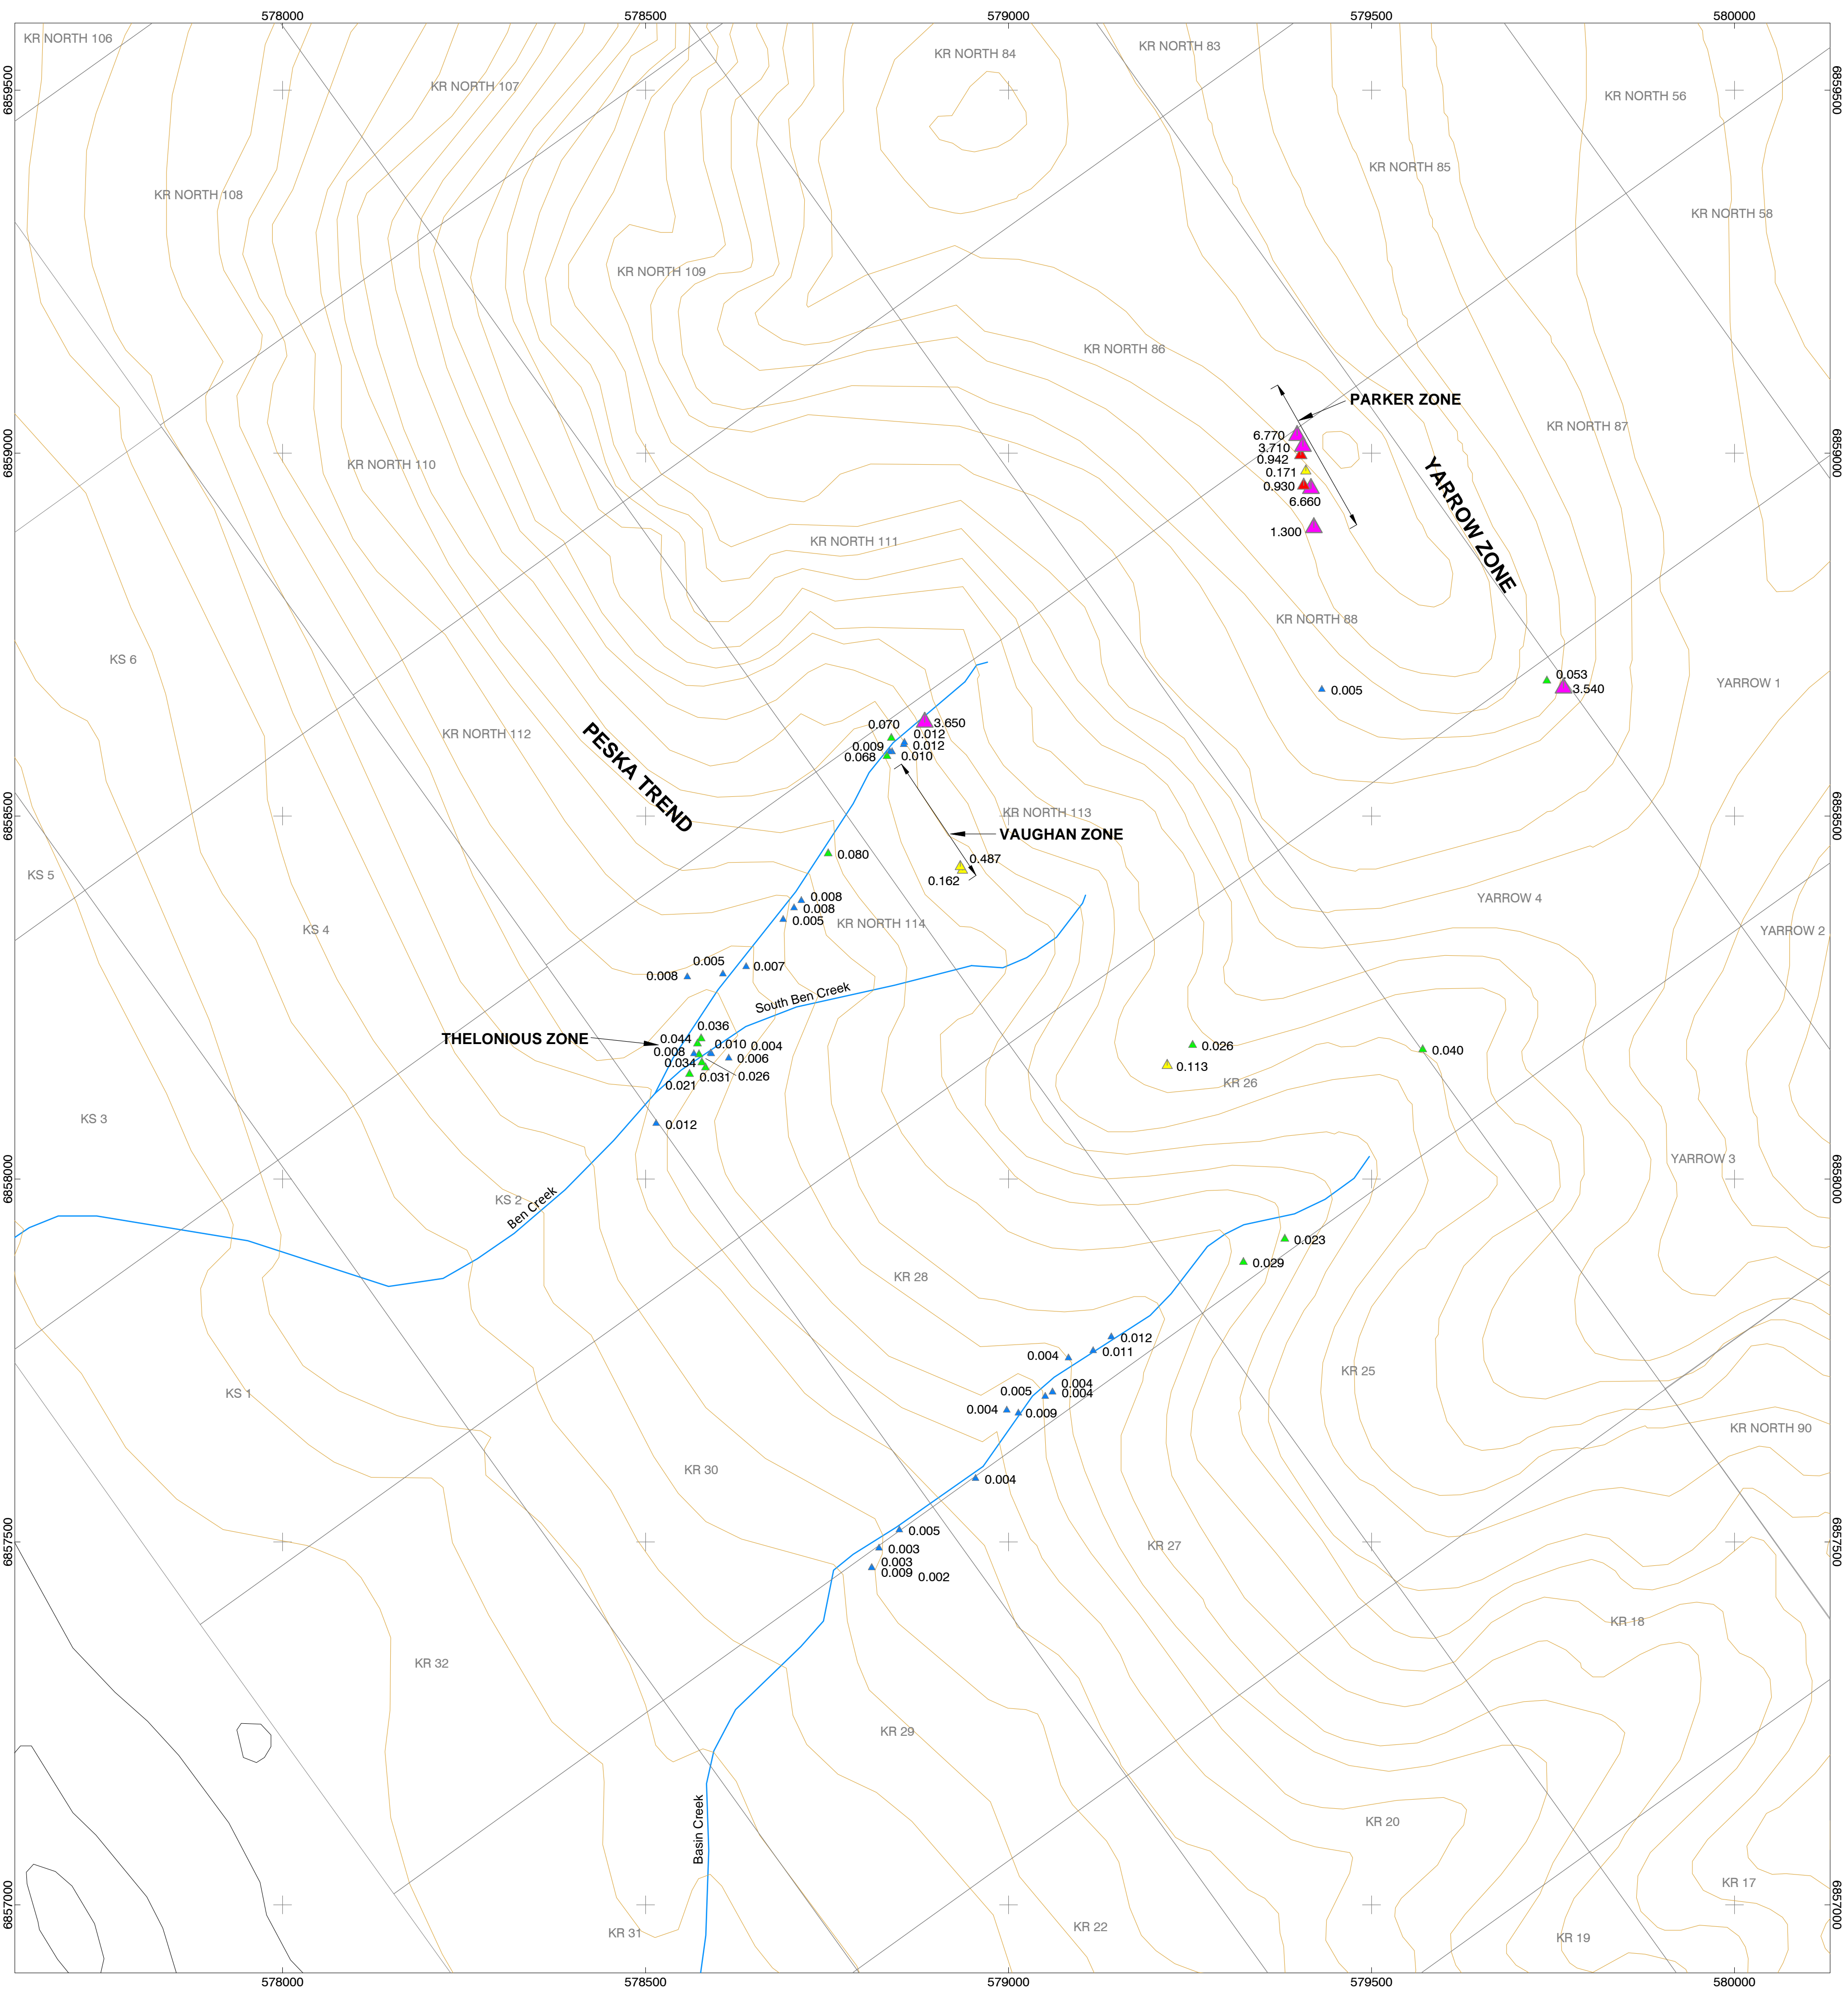 578000
578500
579000
579500
580000
KR NORTH 106
KR NORTH 84
KR NORTH 83
KR NORTH 107
6859500
6859500
KR NORTH 56
KR NORTH 85
KR NORTH 108
KR NORTH 58
KR NORTH 109
KR NORTH 86
PARKER ZONE
KR NORTH 87
6.770
3.710
6859000
6859000
0.942
KR NORTH 110
0.171
0.930
6.660
YARROW ZONE
1.300
KR NORTH 111
KR NORTH 88
KS 6
0.053
YARROW 1
3.540
0.005
3.650
0.070
KR NORTH 112
0.012
0.012
0.009
0.010
0.068
PESKA TREND
6858500
6858500
KR NORTH 113
VAUGHAN ZONE
0.080
0.487
0.162
KS 5
0.008
0.008
0.005
YARROW 4
KR NORTH 114
KS 4
YARROW 2
0.005
0.007
0.008
South Ben Creek
0.036
THELONIOUS ZONE
0.044
0.010
0.004
0.008
0.006
0.034
0.026
0.031
0.021
0.026
0.040
0.113
KR 26
KS 3
0.012
YARROW 3
6858000
6858000
KS 2
Ben Creek
0.023
0.029
KR 28
0.012
0.011
0.004
KR 25
0.004
0.005
0.004
KS 1
0.004
0.009
KR NORTH 90
KR 30
0.004
0.005
6857500
6857500
0.003
KR 27
0.003
0.009
0.002
KR 18
KR 32
KR 29
Basin Creek
KR 20
KR 17
6857000
6857000
KR 31
KR 22
KR 19
578000
578500
579000
579500
580000